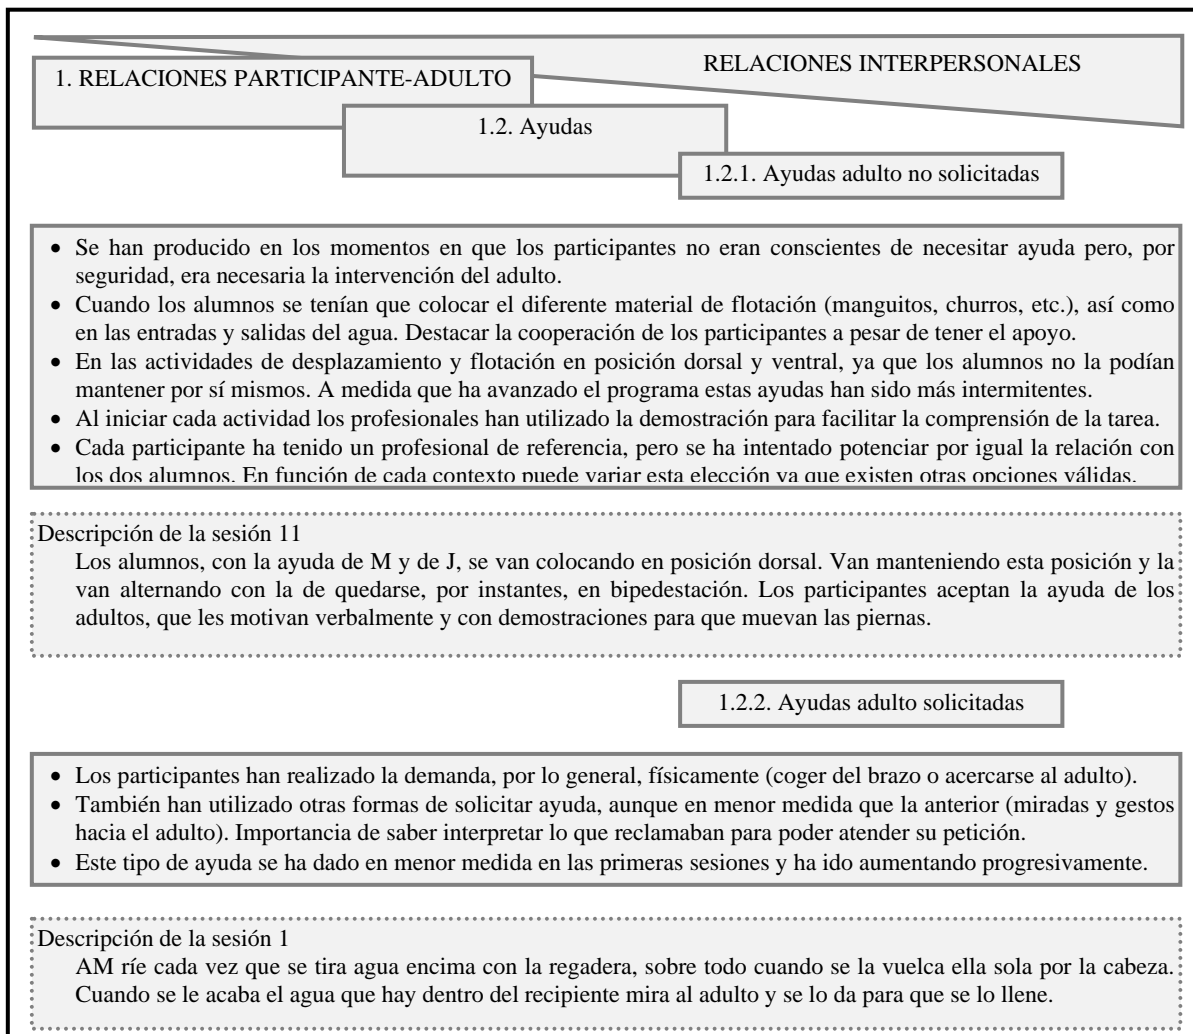 RELACIONES INTERPERSONALES
1. RELACIONES PARTICIPANTE-ADULTO
1.2. Ayudas
1.2.1. Ayudas adulto no solicitadas
• Se han producido en los momentos en que los participantes no eran conscientes de necesitar ayuda pero, por
seguridad, era necesaria la intervención del adulto.
• Cuando los alumnos se tenían que colocar el diferente material de flotación (manguitos, churros, etc.), así como
en las entradas y salidas del agua. Destacar la cooperación de los participantes a pesar de tener el apoyo.
• En las actividades de desplazamiento y flotación en posición dorsal y ventral, ya que los alumnos no la podían
mantener por sí mismos. A medida que ha avanzado el programa estas ayudas han sido más intermitentes.
• Al iniciar cada actividad los profesionales han utilizado la demostración para facilitar la comprensión de la tarea.
• Cada participante ha tenido un profesional de referencia, pero se ha intentado potenciar por igual la relación con
los dos alumnos. En función de cada contexto puede variar esta elección ya que existen otras opciones válidas.
Descripción de la sesión 11
Los alumnos, con la ayuda de M y de J, se van colocando en posición dorsal. Van manteniendo esta posición y la
van alternando con la de quedarse, por instantes, en bipedestación. Los participantes aceptan la ayuda de los
adultos, que les motivan verbalmente y con demostraciones para que muevan las piernas.
1.2.2. Ayudas adulto solicitadas
• Los participantes han realizado la demanda, por lo general, físicamente (coger del brazo o acercarse al adulto).
• También han utilizado otras formas de solicitar ayuda, aunque en menor medida que la anterior (miradas y gestos
hacia el adulto). Importancia de saber interpretar lo que reclamaban para poder atender su petición.
• Este tipo de ayuda se ha dado en menor medida en las primeras sesiones y ha ido aumentando progresivamente.
Descripción de la sesión 1
AM ríe cada vez que se tira agua encima con la regadera, sobre todo cuando se la vuelca ella sola por la cabeza.
Cuando se le acaba el agua que hay dentro del recipiente mira al adulto y se lo da para que se lo llene.